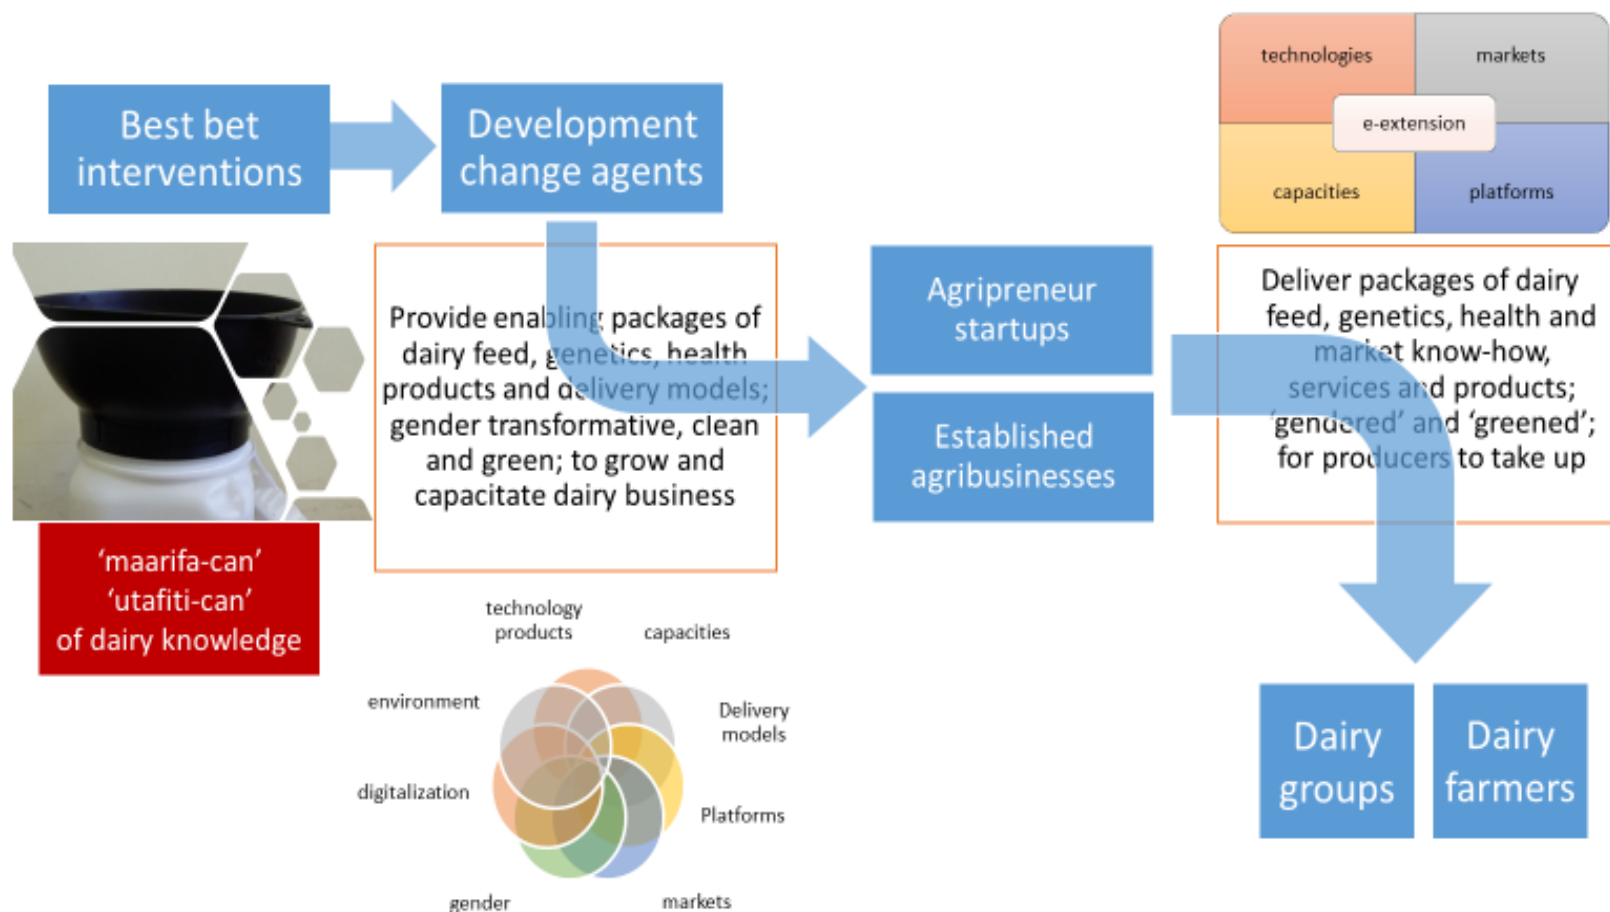 Best bet
interventions
Development
change agents
technologies
markets
e-extension
capacities
platforms
Provide enabling packages of
dairy feed, genetics, health
products and delivery models;
gender transformative, clean
and green; to grow and
capacitate dairy business
Agripreneur
startups
Established
agribusinesses
Deliver packages of dairy
feed, genetics, health and
market know-how,
services and products;
‘gendered’ and ‘greened’;
for producers to take up
‘maarifa-can’
‘utafiti-can’
of dairy knowledge
technology
products
capacities
environment
Delivery
models
digitalization
Platforms
gender
markets
Dairy
groups
Dairy
farmers